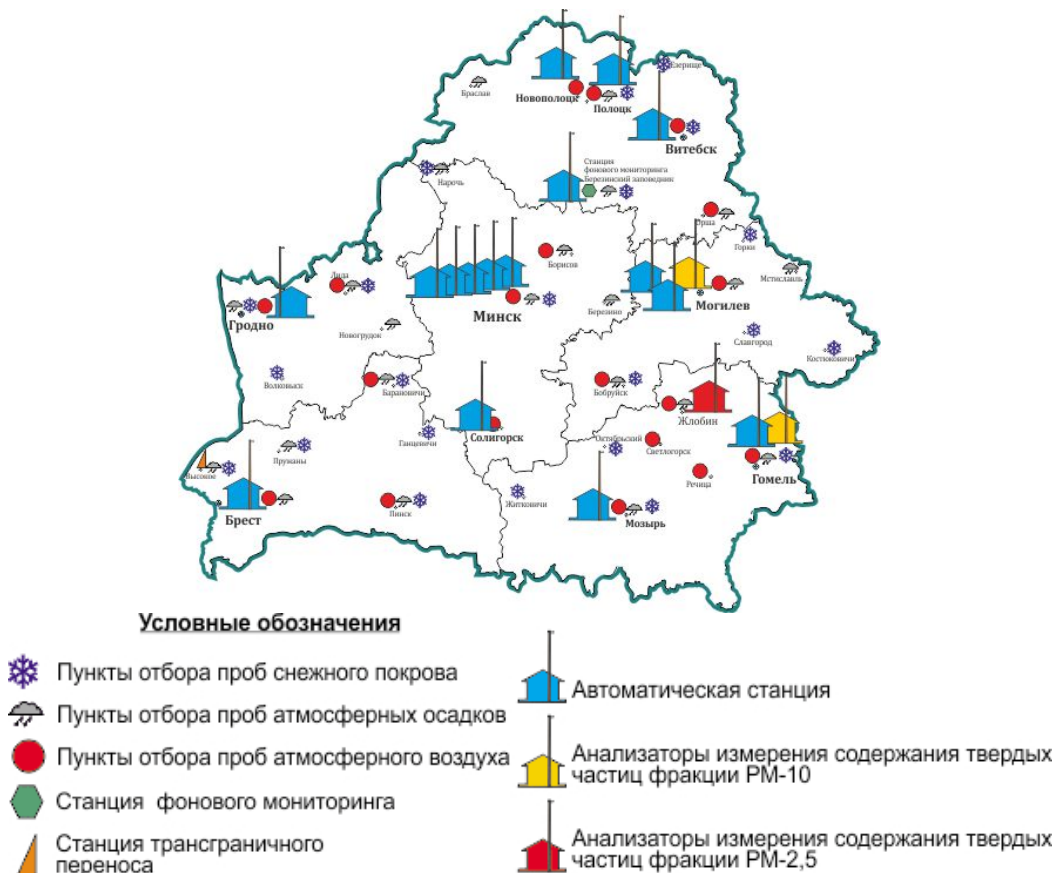 Езерище
Браслав
Новополоцк
Полоцк
Витебск
Станция
фонового мониторинга
Березинский заповедник
Нарочь
Орша
Горки
Борисов
Мстиславль
Лида
Березино
Могилев
Гродно
Минск
Новогрудок
Славгород
Костюковичи
Волковыск
Барановичи
Бобруйск
Жлобин
Ганцевичи
Солигорск
Октябрьский
Светлогорск
Пружаны
Высокое
Речица
Гомель
Житковичи
Брест
Пинск
Мозырь
Условные обозначения
Пункты отбора проб снежного покрова
Пункты отбора проб атмосферных осадков
Пункты отбора проб атмосферного воздуха
Станция фонового мониторинга
Станция трансграничного
переноса
Автоматическая станция
Анализаторы измерения содержания твердых
частиц фракции РМ-10
Анализаторы измерения содержания твердых
частиц фракции РМ-2,5